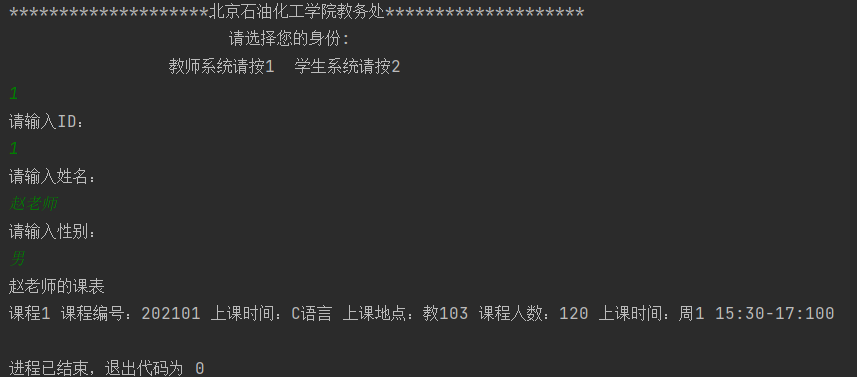 ********************北京石油化工学院教务处********************
请选择您的身份:
教师系统请按1  学生系统请按2
1
请输入ID:
1
请输入姓名:
赵老师
请输入性别:
男
赵老师的课表
课程1 课程编号: 202101 上课时间: C语言 上课地点: 教103 课程人数: 120 上课时间: 周1 15:30-17:100
进程已结束，退出代码为 0